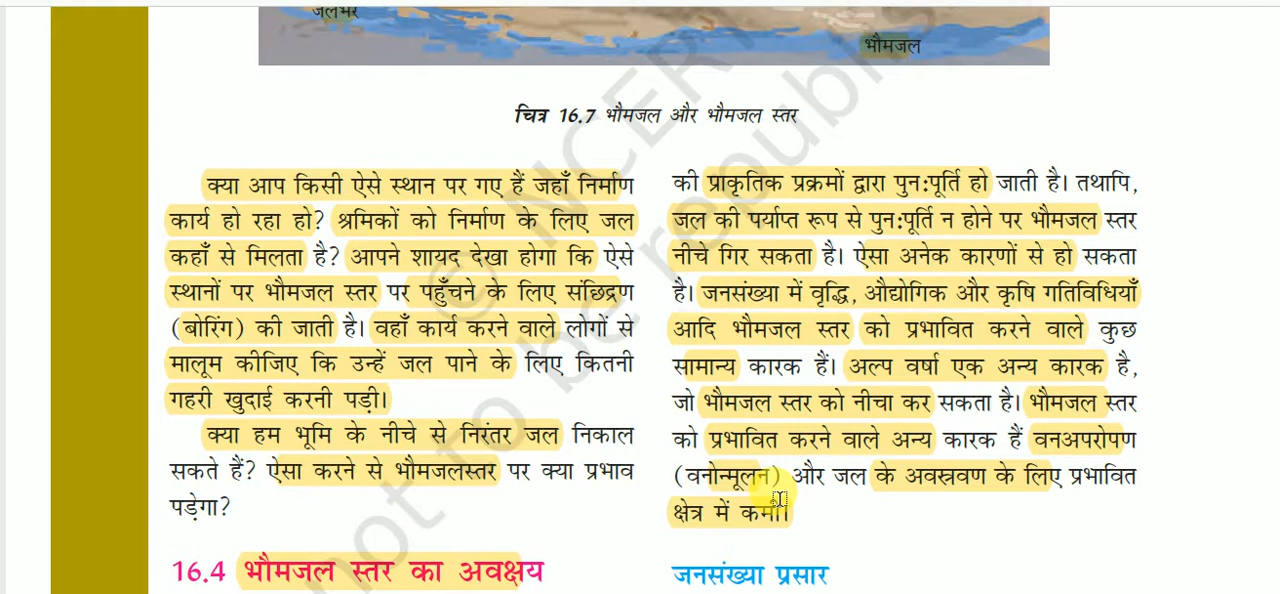 जलभर
भौमजल
चित्र 16.7 भौमजल और भौमजल स्तर
क्या आप किसी ऐसे स्थान पर गए हैं जहाँ निर्माण
कार्य हो रहा हो? श्रमिकों को निर्माण के लिए जल
कहाँ से मिलता है? आपने शायद देखा होगा कि ऐसे
स्थानों पर भौमजल स्तर पर पहुँचने के लिए संछिद्रण
(बोरिंग) की जाती है। वहाँ कार्य करने वाले लोगों से
मालूम कीजिए कि उन्हें जल पाने के लिए कितनी
गहरी खुदाई करनी पड़ी।
क्या हम भूमि के नीचे से निरंतर जल निकाल
सकते हैं? ऐसा करने से भौमजलस्तर पर क्या प्रभाव
पड़ेगा?
16.4 भौमजल स्तर का अवक्षय
की प्राकृतिक प्रक्रमों द्वारा पुन:पूर्ति हो जाती है। तथापि,
जल की पर्याप्त रूप से पुन:पूर्ति न होने पर भौमजल स्तर
नीचे गिर सकता है। ऐसा अनेक कारणों से हो सकता
है। जनसंख्या में वृद्धि, औद्योगिक और कृषि गतिविधियाँ
आदि भौमजल स्तर को प्रभावित करने वाले कुछ
सामान्य कारक हैं। अल्प वर्षा एक अन्य कारक है,
जो भौमजल स्तर को नीचा कर सकता है। भौमजल स्तर
को प्रभावित करने वाले अन्य कारक हैं वनअपरोपण
(वनोन्मूलन) और जल के अवस्रवण के लिए प्रभावित
क्षेत्र में कमी।
जनसंख्या प्रसार
© NCERT
not to be republis